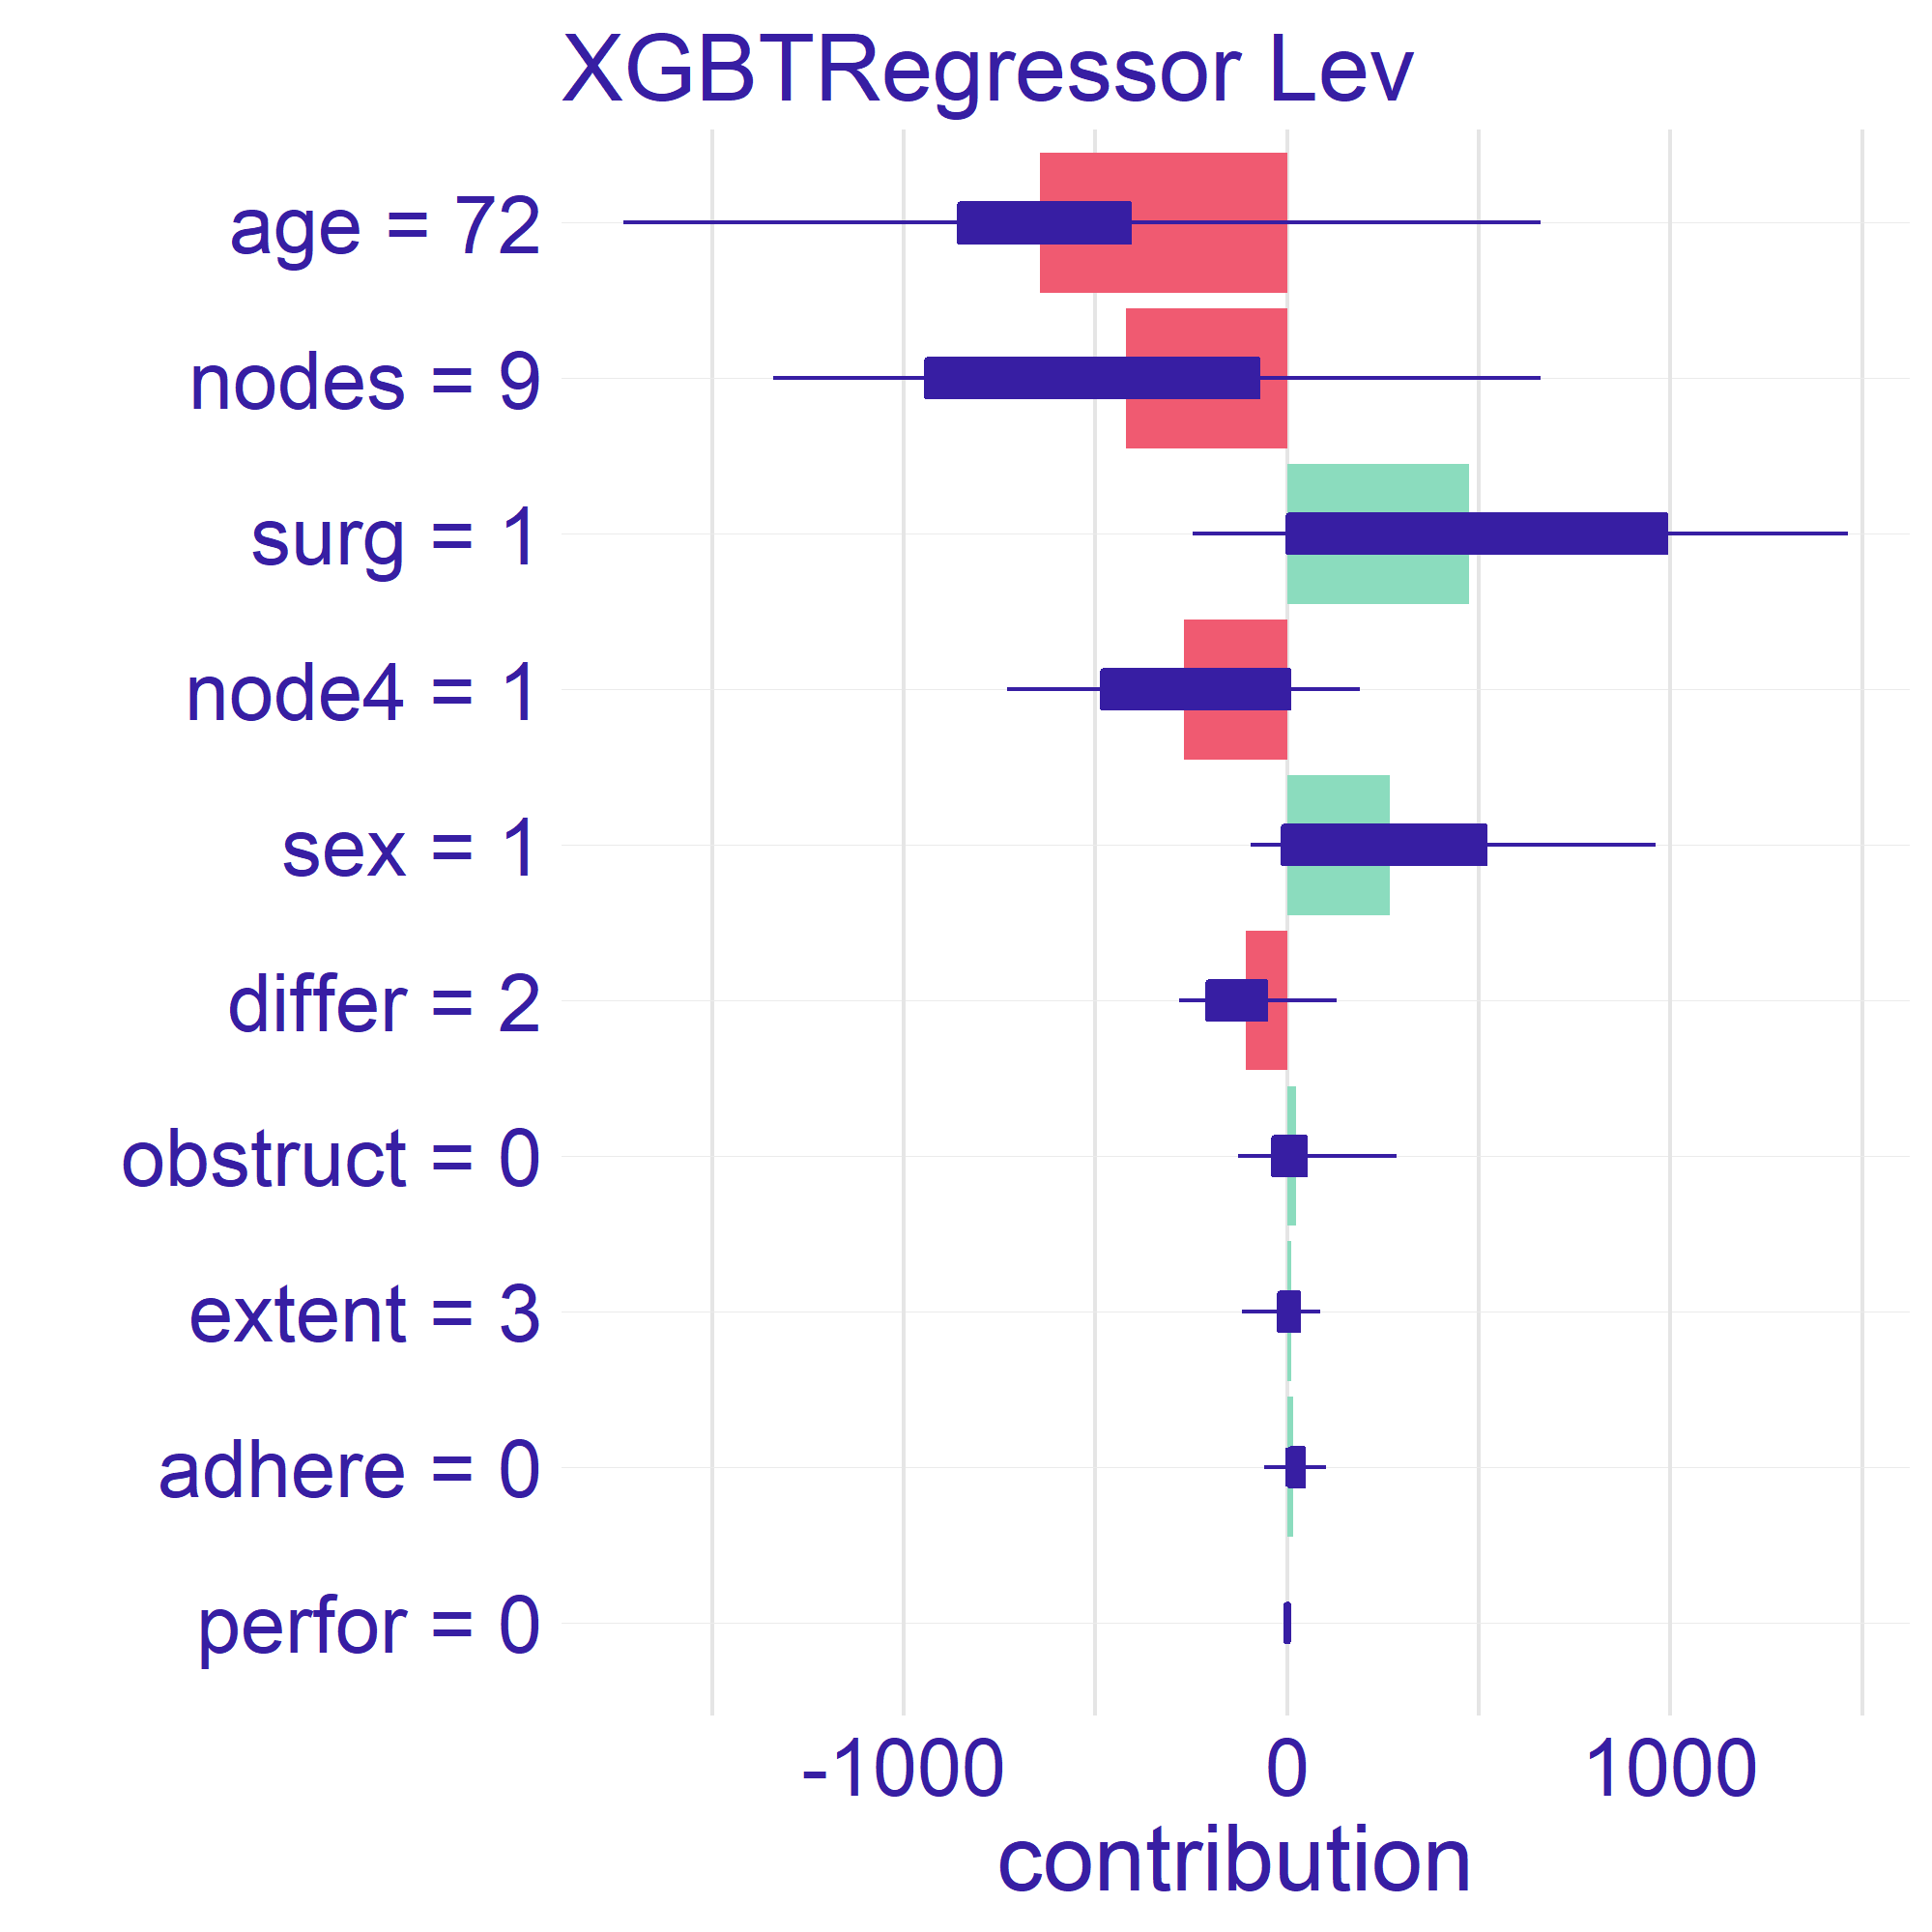 XGBTRegressor Lev
age = 72
nodes = 9
surg = 1
node4 = 1
sex = 1
differ = 2
obstruct = 0
extent = 3
adhere = 0
perfor = 0
-1000 0 1000
contribution